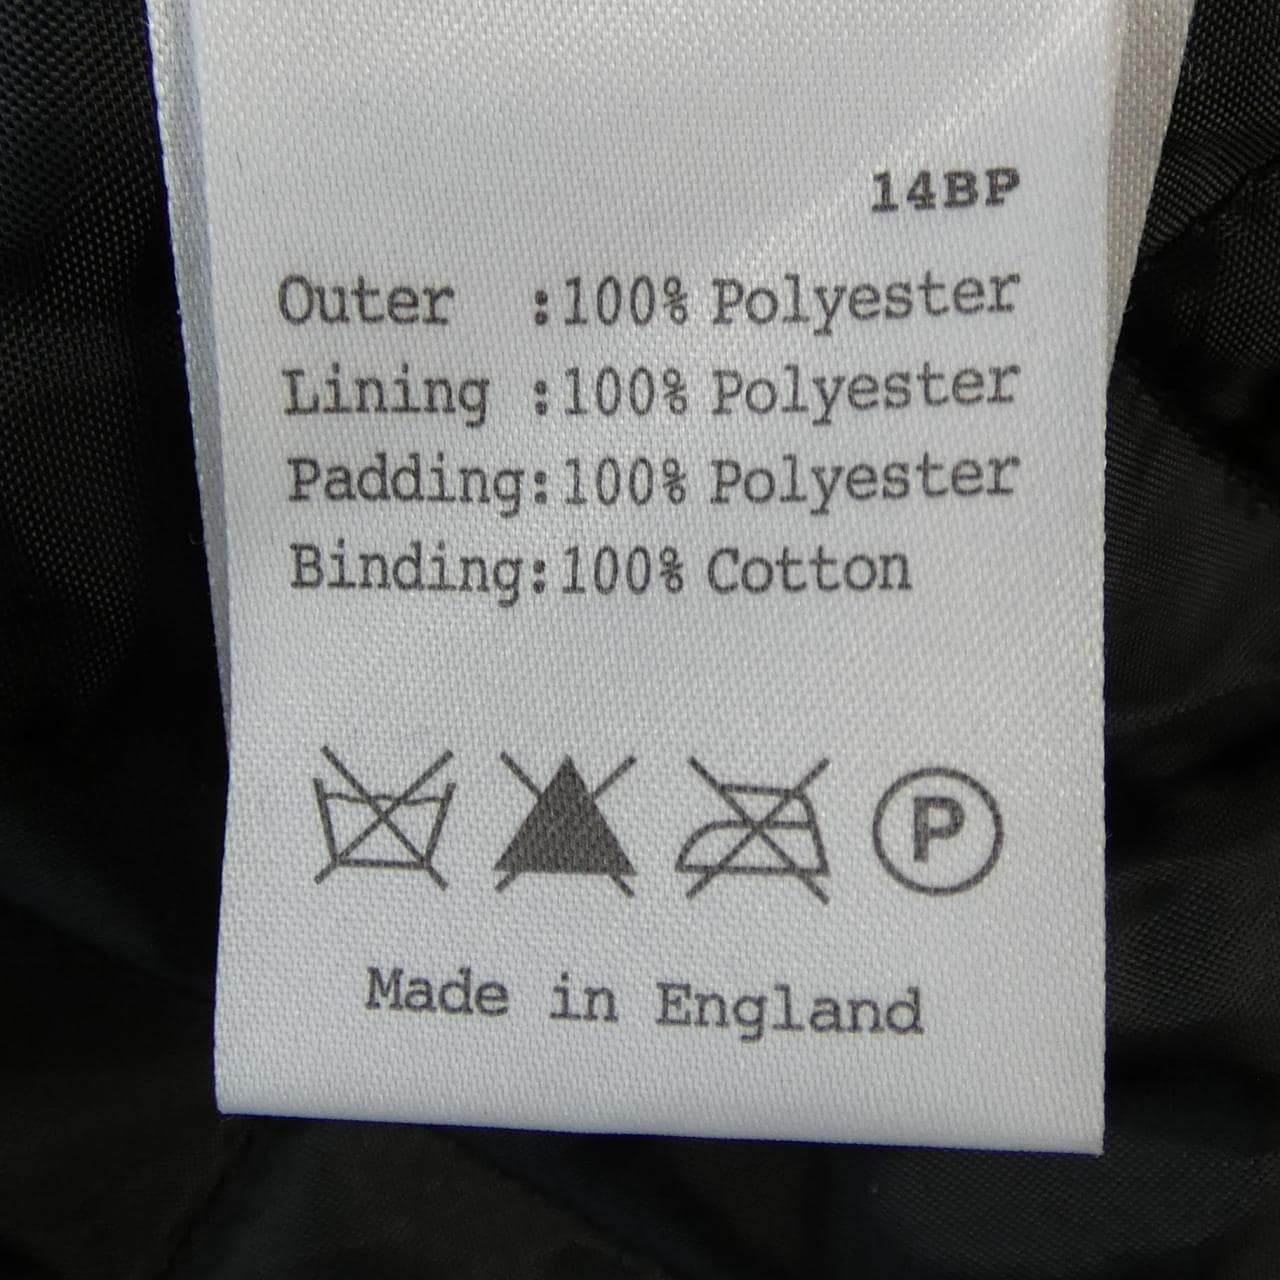 14BP
Outer :100% Polyester
Lining :100% Polyester
Padding:100% Polyester
Binding:100% Cotton
P
Made in England